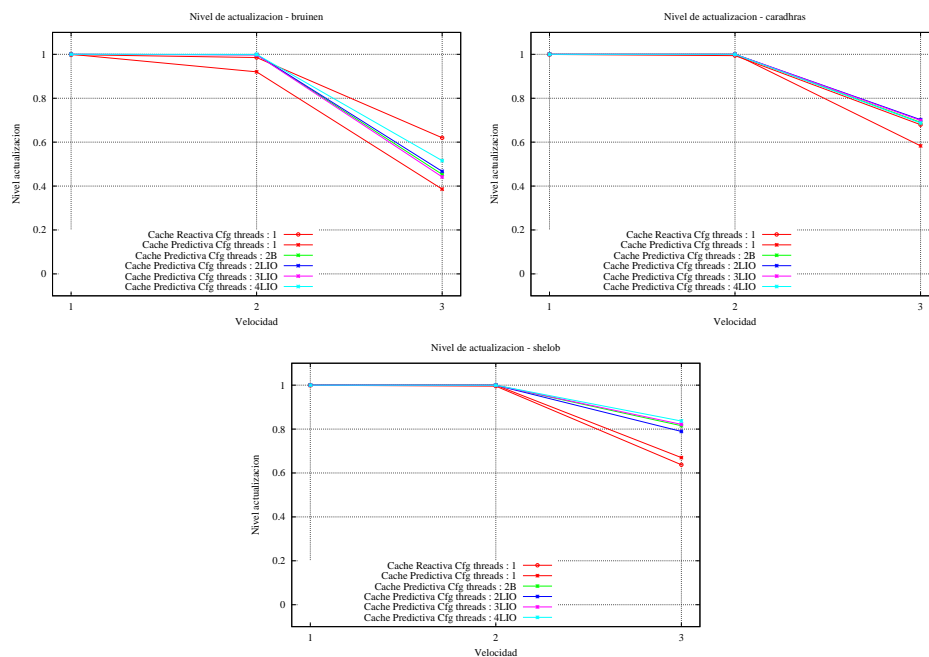 Nivel de actualizacion - bruinen
1
0.8
0.6
0.4
0.2
0
Nivel actualizacion
Cache Reactiva Cfg threads : 1
Cache Predictiva Cfg threads : 1
Cache Predictiva Cfg threads : 2B
Cache Predictiva Cfg threads : 2LIO
Cache Predictiva Cfg threads : 3LIO
Cache Predictiva Cfg threads : 4LIO
1 2 3
Velocidad
Nivel de actualizacion - caradhras
1
0.8
0.6
0.4
0.2
0
Nivel actualizacion
Cache Reactiva Cfg threads : 1
Cache Predictiva Cfg threads : 1
Cache Predictiva Cfg threads : 2B
Cache Predictiva Cfg threads : 2LIO
Cache Predictiva Cfg threads : 3LIO
Cache Predictiva Cfg threads : 4LIO
1 2 3
Velocidad
Nivel de actualizacion - shelob
1
0.8
0.6
0.4
0.2
0
Nivel actualizacion
Cache Reactiva Cfg threads : 1
Cache Predictiva Cfg threads : 1
Cache Predictiva Cfg threads : 2B
Cache Predictiva Cfg threads : 2LIO
Cache Predictiva Cfg threads : 3LIO
Cache Predictiva Cfg threads : 4LIO
1 2 3
Velocidad